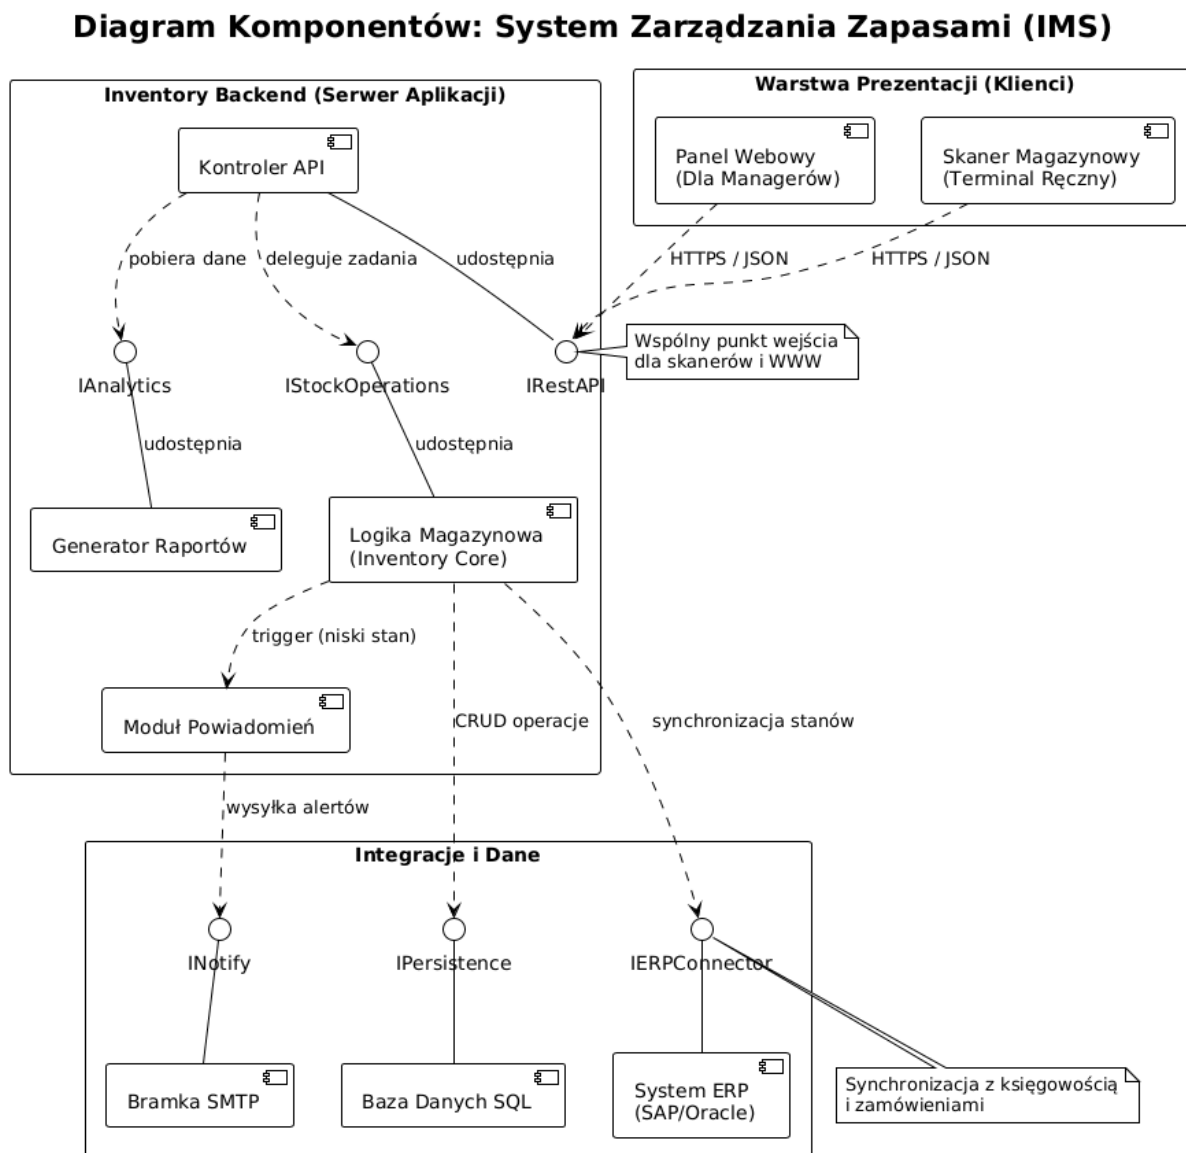 Diagram Komponentów: System Zarządzania Zapasami (IMS)
Inventory Backend (Serwer Aplikacji)
Warstwa Prezentacji (Klienci)
Kontroler API
Panel Webowy
(Dla Managerów)
Skaner Magazynowy
(Terminal Ręczny)
pobiera dane
deleguje zadania
udostępnia
HTTPS / JSON
HTTPS / JSON
Wspólny punkt wejścia
dla skanerów i WWW
IAnalytics
IStockOperations
IRestAPI
udostępnia
udostępnia
Generator Raportów
Logika Magazynowa
(Inventory Core)
trigger (niski stan)
Moduł Powiadomień
CRUD operacje
synchronizacja stanów
wysyłka alertów
Integracje i Dane
INotify
IPersistence
IERPConnector
Bramka SMTP
Baza Danych SQL
System ERP
(SAP/Oracle)
Synchronizacja z księgowością
i zamówieniami